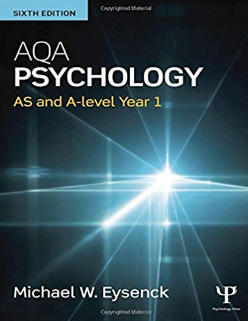 SIXTH EDITION
AQA
PSYCHOLOGY
AS and A-level Year 1
Michael W. Eysenck
Ψ
Psychology Press